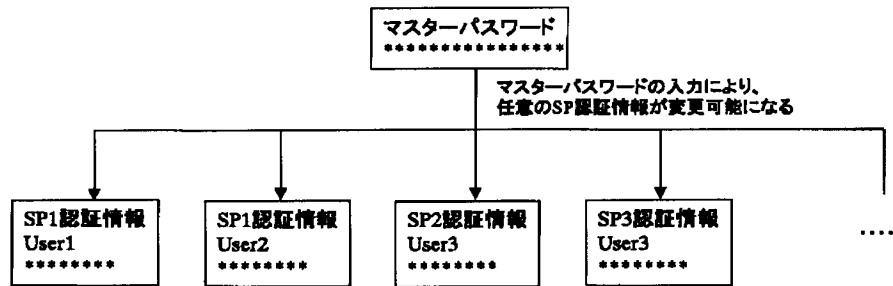 マスターパスワード
****************
マスターパスワードの入力により、
任意のSP認証情報が変更可能になる
SP1認証情報
User1
********
SP1認証情報
User2
********
SP2認証情報
User3
********
SP3認証情報
User3
********
....